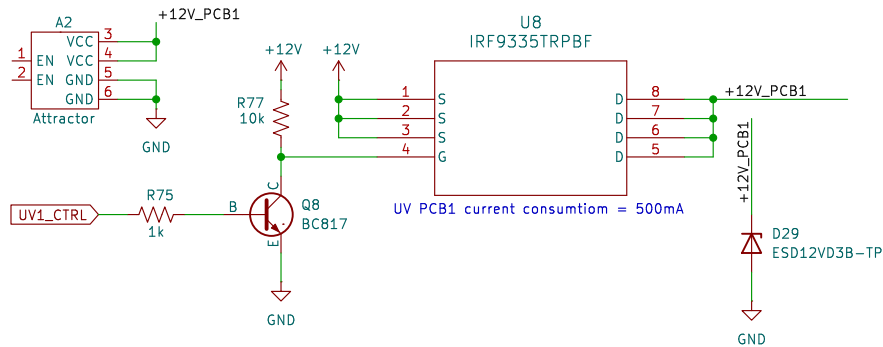 A2
+12V_PCB1
3
VCC
1
EN
VCC
4
2
EN
GND
5
GND
6
Attractor
GND
+12V
+12V
R77
10k
U8
IRF9335TRPBF
1
S
D
8
+12V_PCB1
2
S
D
7
3
S
D
6
4
G
D
5
UV PCB1 current consumtiom = 500mA
UV1_CTRL
R75
1k
B
C
E
Q8
BC817
GND
+12V_PCB1
D29
ESD12VD3B-TP
GND